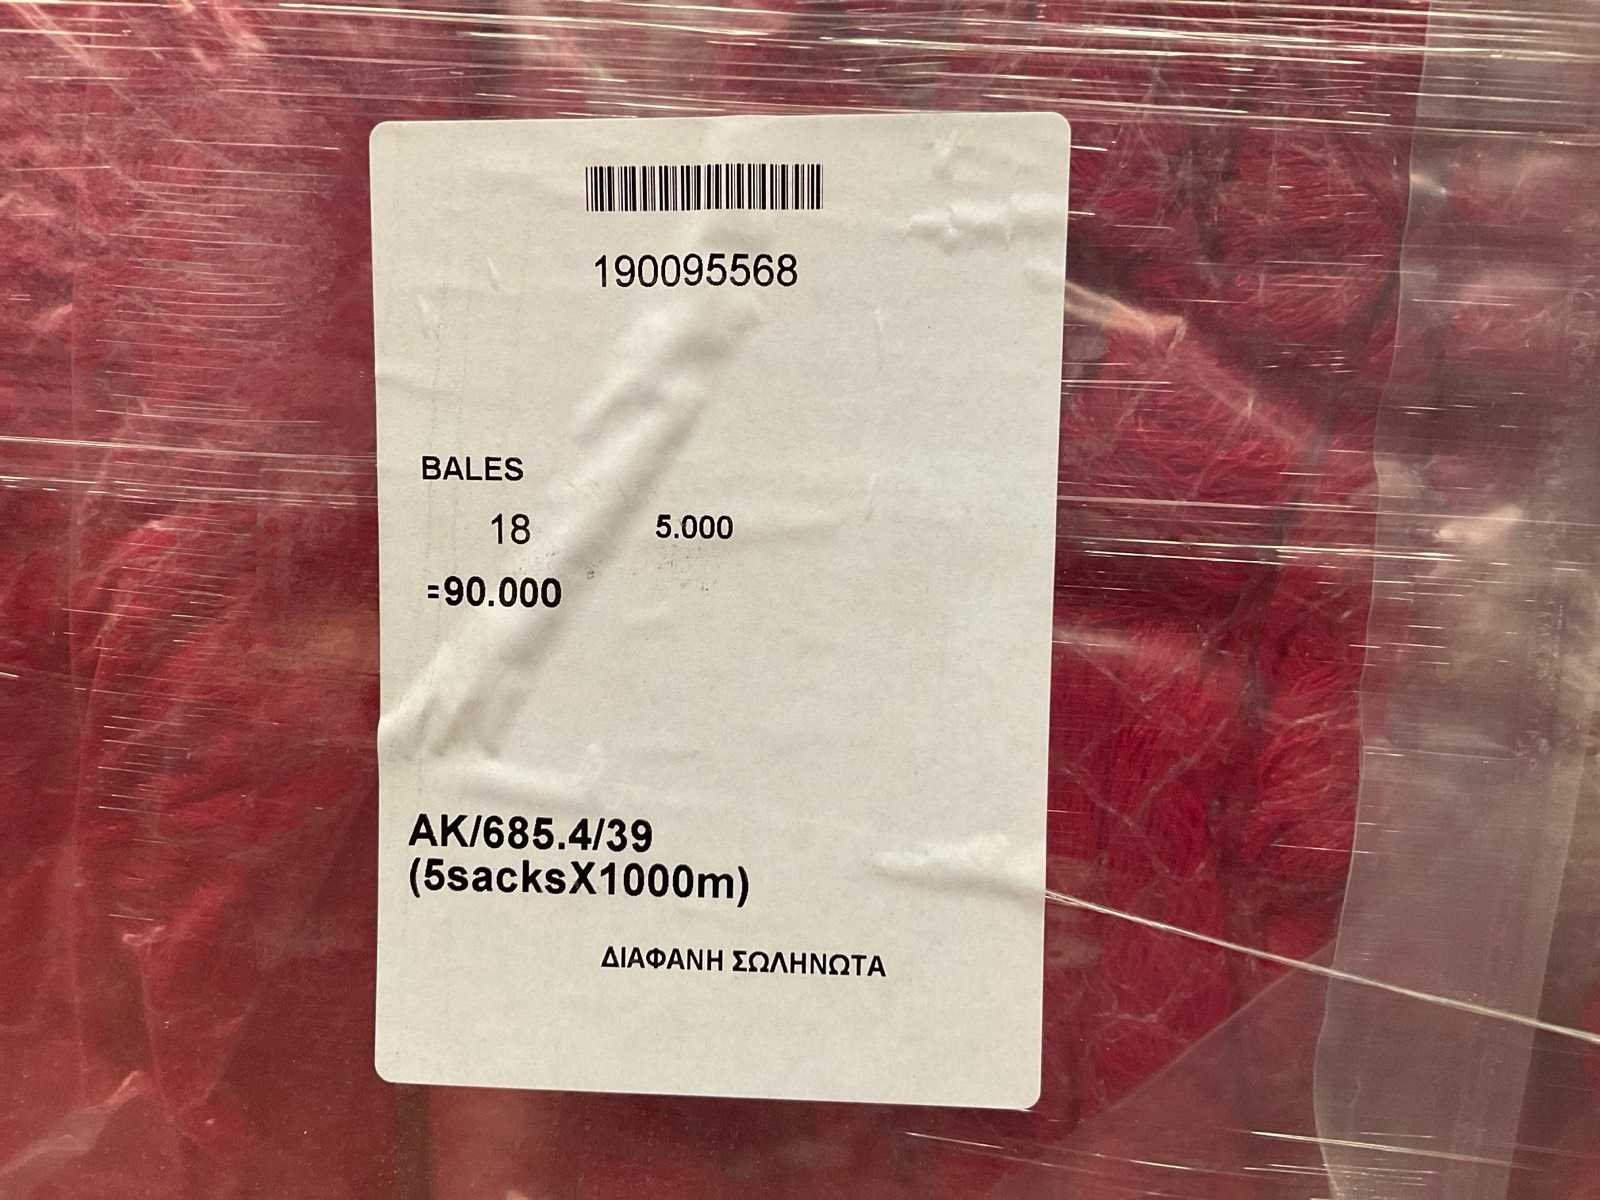 190095568
BALES
18 5.000
=90.000
AK/685.4/39
(5sacksX1000m)
ΔΙΑΦΑΝΗ ΣΩΛΗΝΩΤΑ